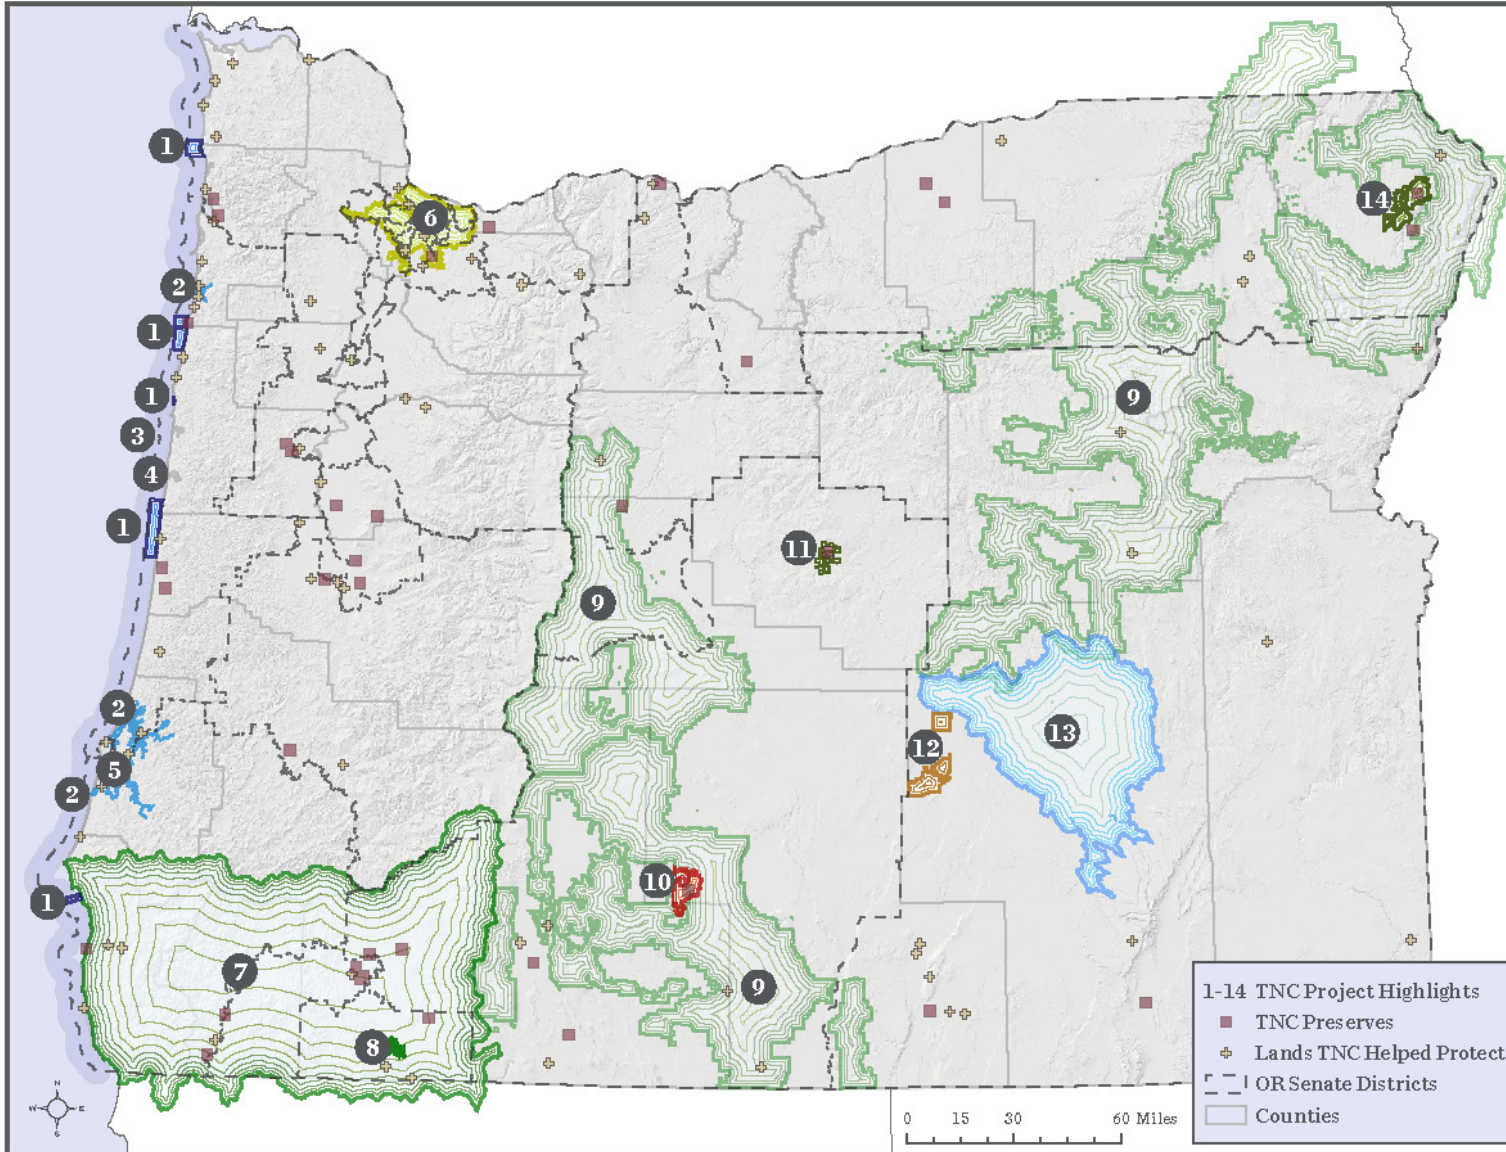 1
6
14
2
1
1
9
3
4
1
11
9
2
13
12
5
2
10
1
7
9
8
1-14 TNC Project Highlights
TNC Preserves
Lands TNC Helped Protect
OR Senate Districts
Counties
N
W E
S
0 15 30 60 Miles